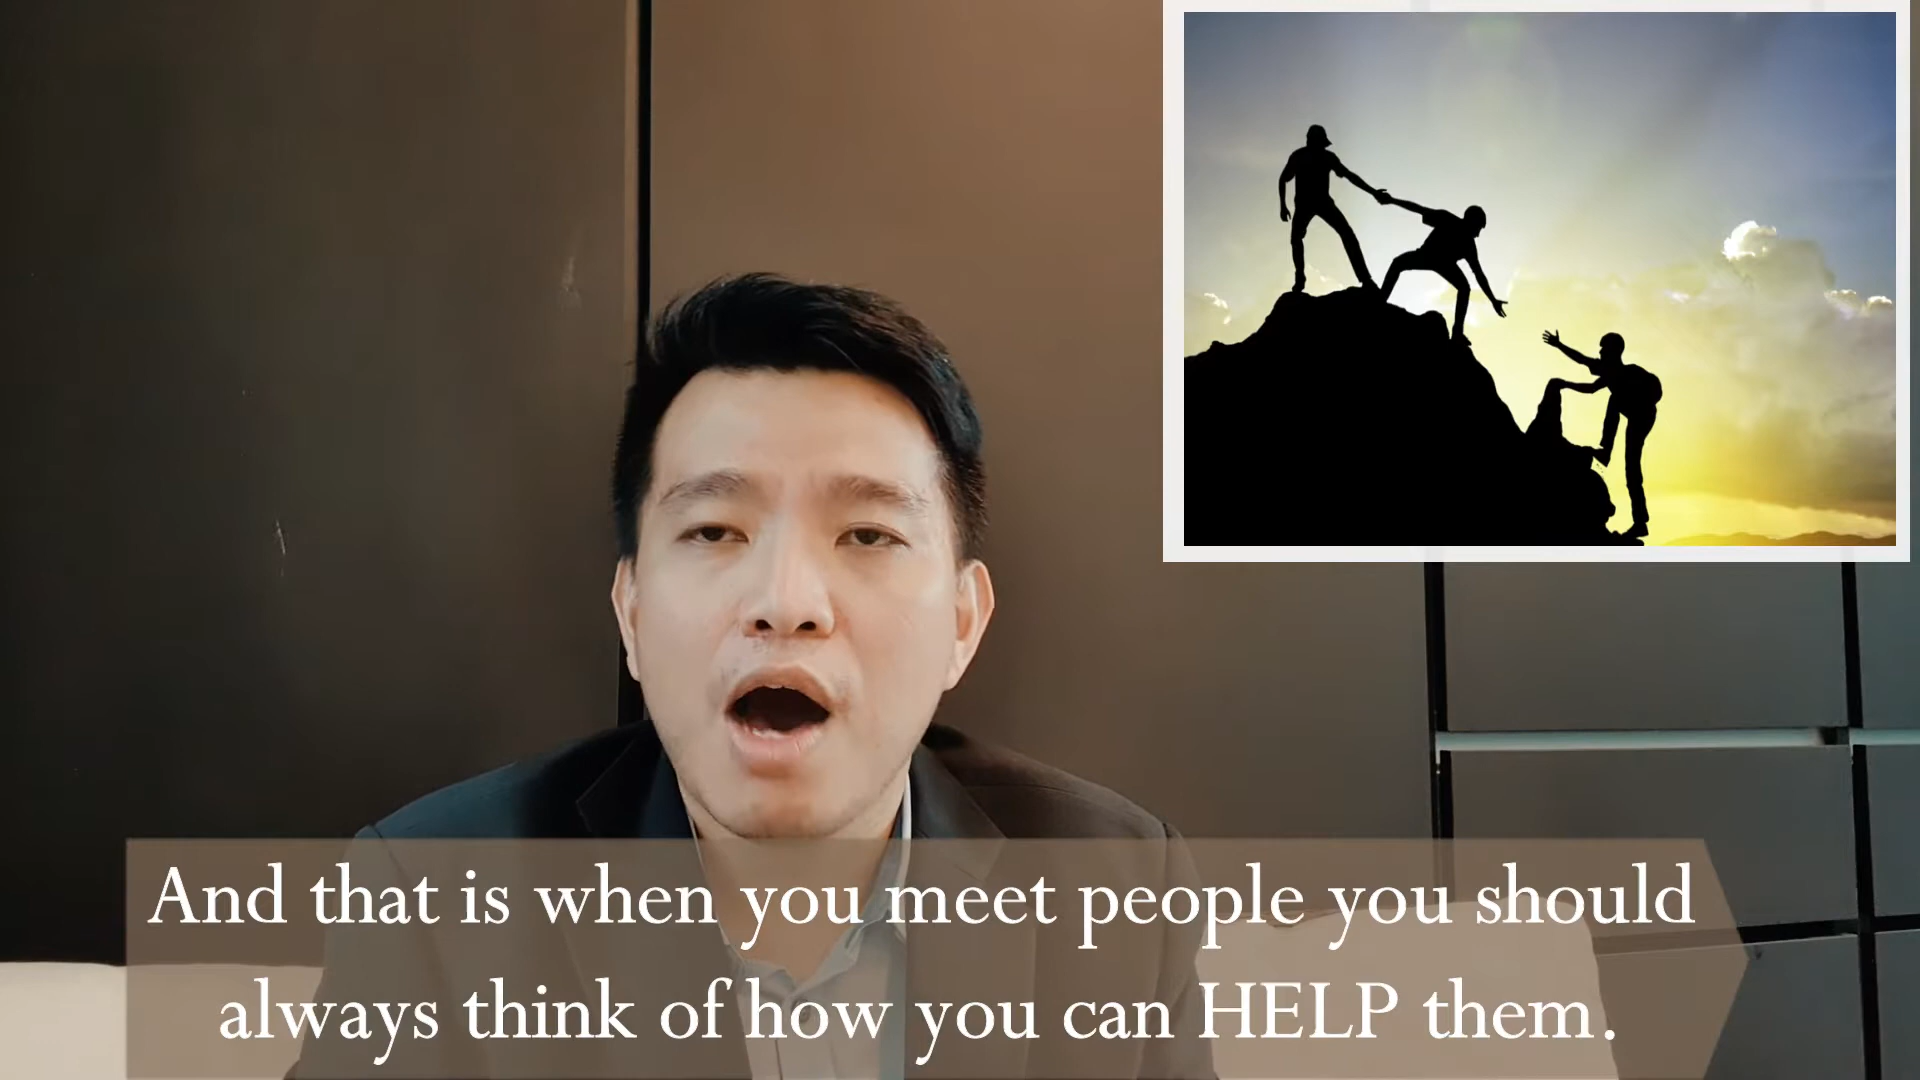 And that is when you meet people you should
always think of how you can HELP them.